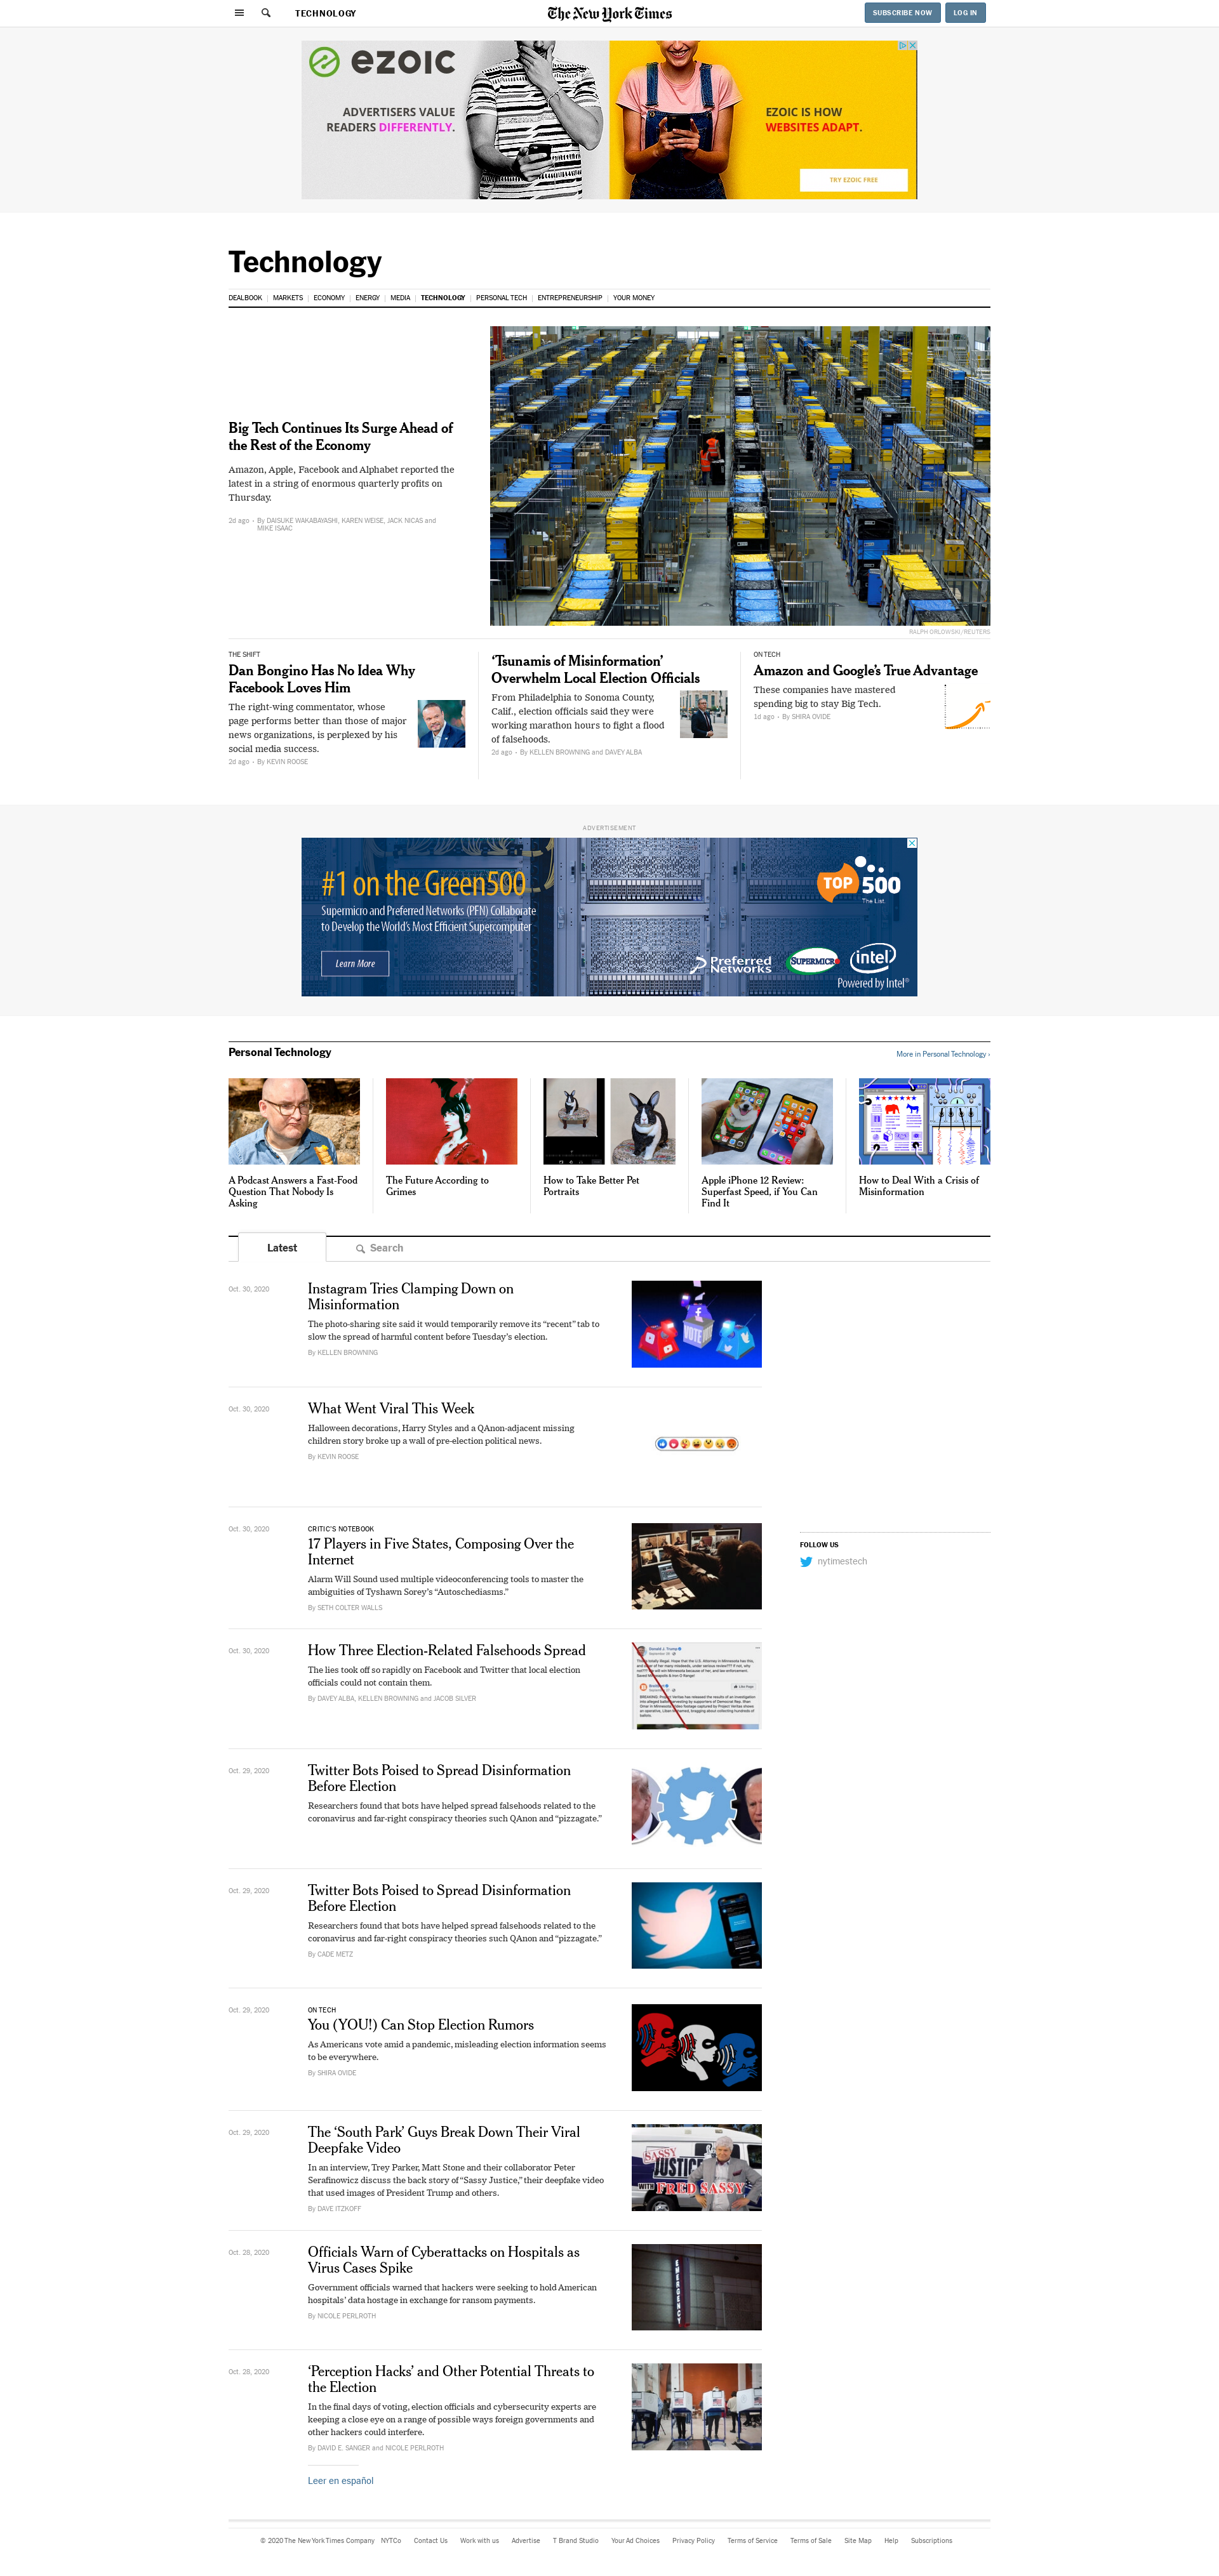 TECHNOLOGY
The New York Times
SUBSCRIBE NOW
LOG IN
ezoic
ADVERTISERS VALUE
READERS DIFFERENTLY.
EZOIC IS HOW
WEBSITES ADAPT.
TRY EZOIC FREE
Technology
DEALBOOK MARKETS ECONOMY ENERGY MEDIA TECHNOLOGY PERSONAL TECH ENTREPRENEURSHIP YOUR MONEY
Big Tech Continues Its Surge Ahead of
the Rest of the Economy
Amazon, Apple, Facebook and Alphabet reported the
latest in a string of enormous quarterly profits on
Thursday.
2d ago • By DAISUKE WAKABAYASHI, KAREN WEISE, JACK NICAS and
MIKE ISAAC
RALPH ORLOWSKI/REUTERS
THE SHIFT
Dan Bongino Has No Idea Why
Facebook Loves Him
The right-wing commentator, whose
page performs better than those of major
news organizations, is perplexed by his
social media success.
2d ago • By KEVIN ROOSE
‘Tsunamis of Misinformation’
Overwhelm Local Election Officials
From Philadelphia to Sonoma County,
Calif., election officials said they were
working marathon hours to fight a flood
of falsehoods.
2d ago • By KELLEN BROWNING and DAVEY ALBA
ON TECH
Amazon and Google’s True Advantage
These companies have mastered
spending big to stay Big Tech.
1d ago • By SHIRA OVIDE
ADVERTISEMENT
#1 on the Green500
Supermicro and Preferred Networks (PFN) Collaborate
to Develop the World’s Most Efficient Supercomputer
Learn More
TOP 500
The List.
Preferred
Networks
SUPERMICR
intel
Powered by Intel®
Personal Technology
More in Personal Technology ›
A Podcast Answers a Fast-Food
Question That Nobody Is
Asking
The Future According to
Grimes
How to Take Better Pet
Portraits
Apple iPhone 12 Review:
Superfast Speed, if You Can
Find It
How to Deal With a Crisis of
Misinformation
Latest
Search
Oct. 30, 2020
Instagram Tries Clamping Down on
Misinformation
The photo-sharing site said it would temporarily remove its “recent” tab to
slow the spread of harmful content before Tuesday’s election.
By KELLEN BROWNING
VOTE
Oct. 30, 2020
What Went Viral This Week
Halloween decorations, Harry Styles and a QAnon-adjacent missing
children story broke up a wall of pre-election political news.
By KEVIN ROOSE
Oct. 30, 2020
CRITIC’S NOTEBOOK
17 Players in Five States, Composing Over the
Internet
Alarm Will Sound used multiple videoconferencing tools to master the
ambiguities of Tyshawn Sorey’s “Autoschediasms.”
By SETH COLTER WALLS
FOLLOW US
nytimestech
Oct. 30, 2020
How Three Election-Related Falsehoods Spread
The lies took off so rapidly on Facebook and Twitter that local election
officials could not contain them.
By DAVEY ALBA, KELLEN BROWNING and JACOB SILVER
Donald J. Trump
Like Page
Oct. 29, 2020
Twitter Bots Poised to Spread Disinformation
Before Election
Researchers found that bots have helped spread falsehoods related to the
coronavirus and far-right conspiracy theories such QAnon and “pizzagate.”
Oct. 29, 2020
Twitter Bots Poised to Spread Disinformation
Before Election
Researchers found that bots have helped spread falsehoods related to the
coronavirus and far-right conspiracy theories such QAnon and “pizzagate.”
By CADE METZ
Oct. 29, 2020
ON TECH
You (YOU!) Can Stop Election Rumors
As Americans vote amid a pandemic, misleading election information seems
to be everywhere.
By SHIRA OVIDE
Oct. 29, 2020
The ‘South Park’ Guys Break Down Their Viral
Deepfake Video
In an interview, Trey Parker, Matt Stone and their collaborator Peter
Serafinowicz discuss the back story of “Sassy Justice,” their deepfake video
that used images of President Trump and others.
By DAVE ITZKOFF
SASSY
JUSTICE
WITH FRED SASSY
Oct. 28, 2020
Officials Warn of Cyberattacks on Hospitals as
Virus Cases Spike
Government officials warned that hackers were seeking to hold American
hospitals’ data hostage in exchange for ransom payments.
By NICOLE PERLROTH
EMERGENCY
Oct. 28, 2020
‘Perception Hacks’ and Other Potential Threats to
the Election
In the final days of voting, election officials and cybersecurity experts are
keeping a close eye on a range of possible ways foreign governments and
other hackers could interfere.
By DAVID E. SANGER and NICOLE PERLROTH
Leer en español
© 2020 The New York Times Company NYTCo Contact Us Work with us Advertise T Brand Studio Your Ad Choices Privacy Policy Terms of Service Terms of Sale Site Map Help Subscriptions